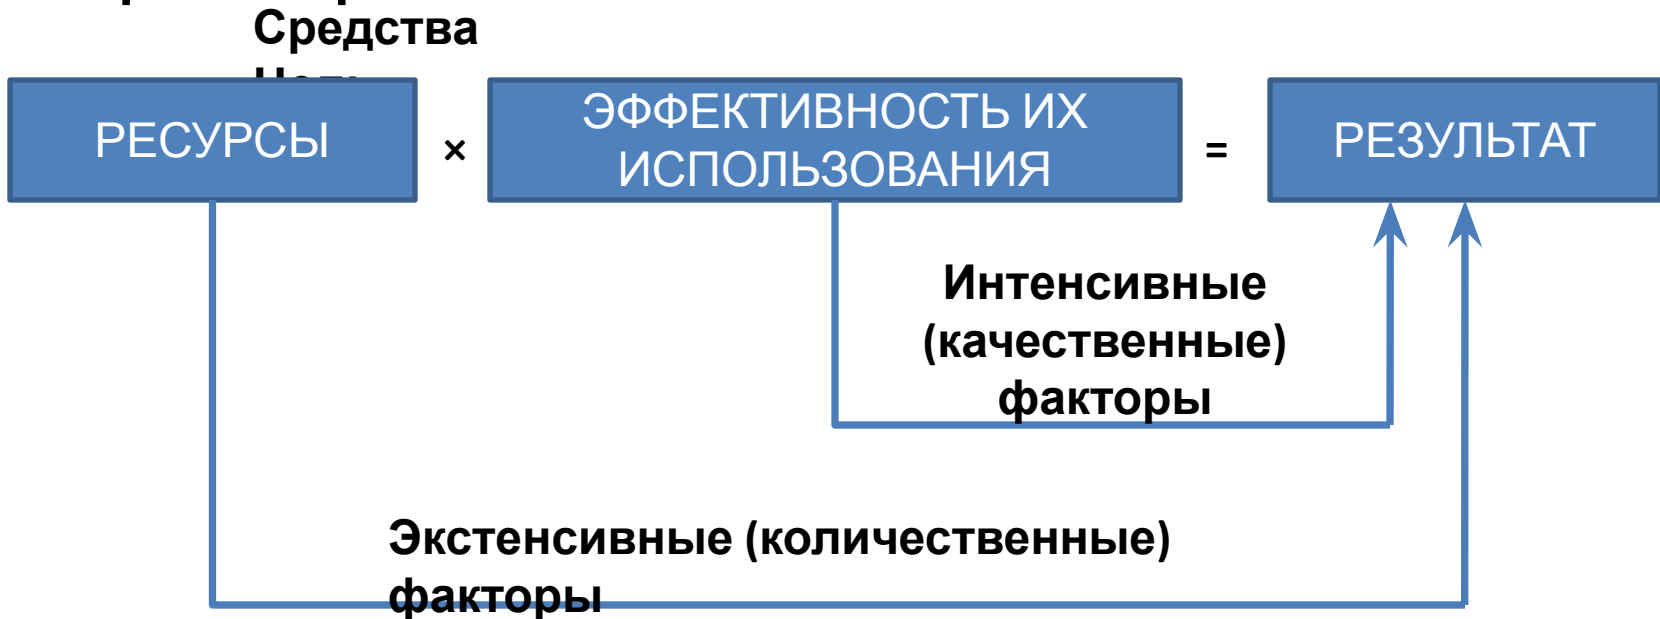 Средства
РЕСУРСЫ
×
ЭФФЕКТИВНОСТЬ ИХ
ИСПОЛЬЗОВАНИЯ
=
РЕЗУЛЬТАТ
Интенсивные
(качественные)
факторы
Экстенсивные (количественные)
факторы